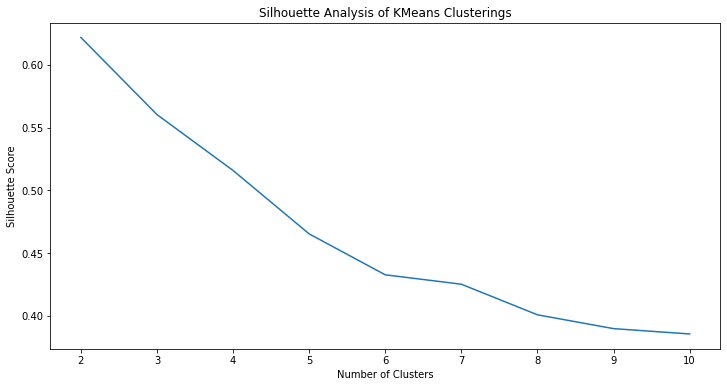 Silhouette Analysis of KMeans Clusterings
0.60
0.55
0.50
0.45
0.40
Silhouette Score
2 3 4 5 6 7 8 9 10
Number of Clusters